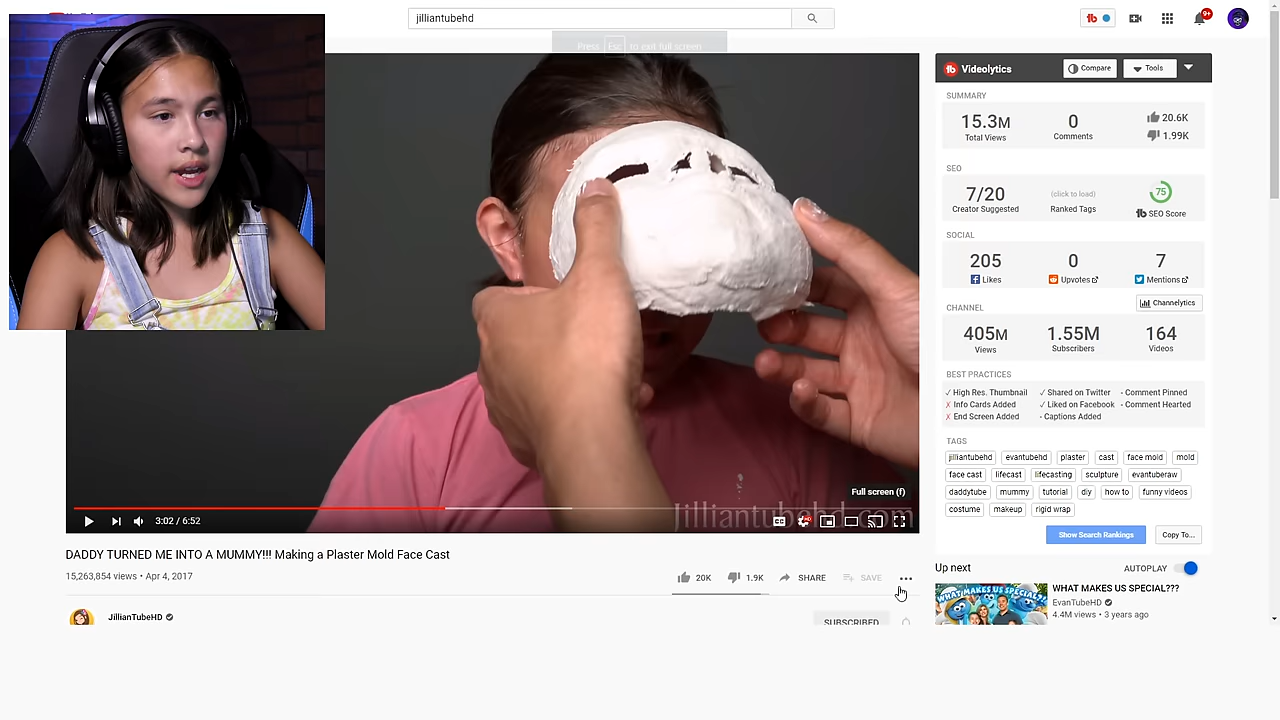 jilliantubehd
9+
Press Esc to exit full screen
Videolytics
Compare
Tools
SUMMARY
15.3M
Total Views
0
Comments
20.6K
1.99K
SEO
7/20
Creator Suggested
(click to load)
Ranked Tags
75
SEO Score
SOCIAL
205
Likes
0
Upvotes
7
Mentions
CHANNEL
Channelytics
405M
Views
1.55M
Subscribers
164
Videos
BEST PRACTICES
✓ High Res. Thumbnail
✓ Shared on Twitter
- Comment Pinned
✗ Info Cards Added
✓ Liked on Facebook
- Comment Hearted
✗ End Screen Added
- Captions Added
TAGS
jilliantubehd evantubehd plaster cast face mold mold
face cast lifecast lifecasting sculpture evantuberaw
daddytube mummy tutorial diy how to funny videos
costume makeup rigid wrap
Show Search Rankings
Copy To...
Full screen (f)
Jilliantubehd.com
3:02 / 6:52
DADDY TURNED ME INTO A MUMMY!!! Making a Plaster Mold Face Cast
15,263,854 views • Apr 4, 2017
20K
1.9K
SHARE
SAVE
JillianTubeHD
SUBSCRIBED
Up next
AUTOPLAY
WHAT MAKES US SPECIAL???
EvanTubeHD
4.4M views • 3 years ago
WHAT MAKES US SPECIAL???